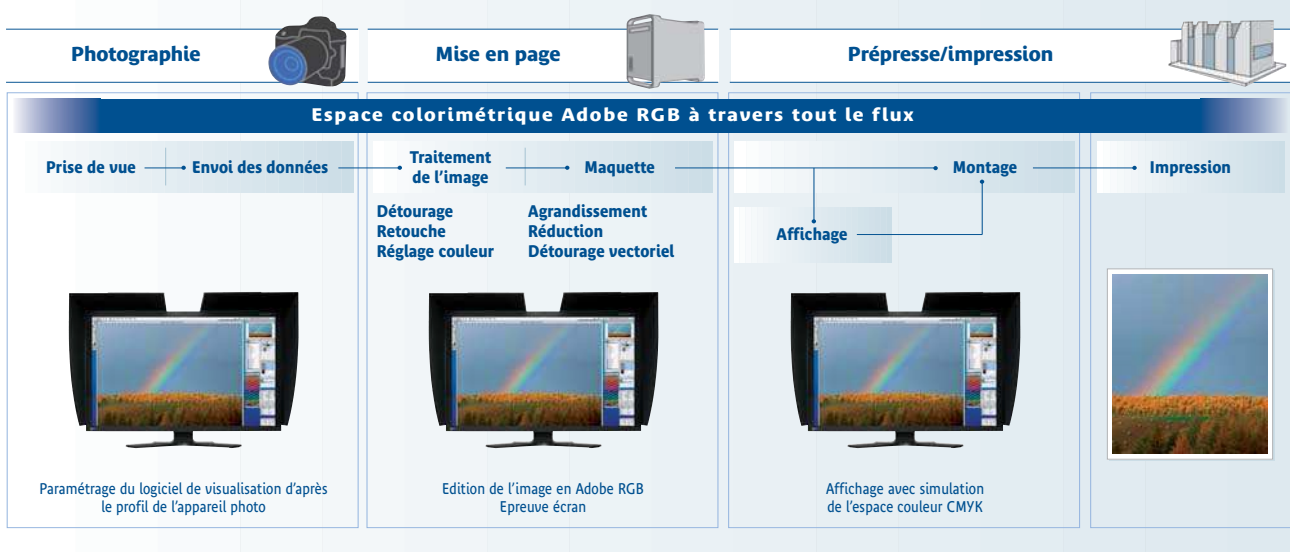 Photographie
Mise en page
Prépresse/impression
Espace colorimétrique Adobe RGB à travers tout le flux
Prise de vue
Envoi des données
Traitement
de l'image
Maquette
Montage
Impression
Détourage
Retouche
Réglage couleur
Agrandissement
Réduction
Détourage vectoriel
Affichage
Paramétrage du logiciel de visualisation d'après
le profil de l'appareil photo
Edition de l'image en Adobe RGB
Epreuve écran
Affichage avec simulation
de l'espace couleur CMYK